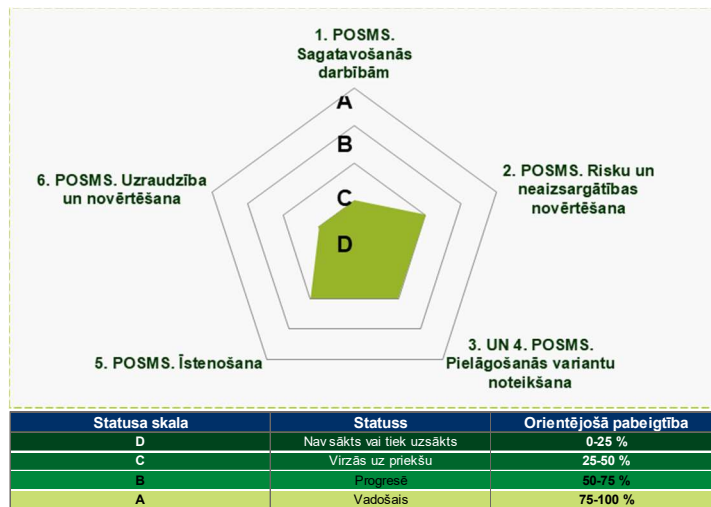 1. POSMS.
Sagatavošanās
darbībām
A
B
C
D
2. POSMS. Risku un
neaizsargātības
novērtēšana
6. POSMS. Uzraudzība
un novērtēšana
3. UN 4. POSMS.
Pielāgošanās variantu
noteikšana
5. POSMS. Īstenošana
Statusa skala Statuss Orientējošā pabeigtība
D Nav sākts vai tiek uzsākts 0-25 %
C Virzās uz priekšu 25-50 %
B Progresē 50-75 %
A Vadošais 75-100 %